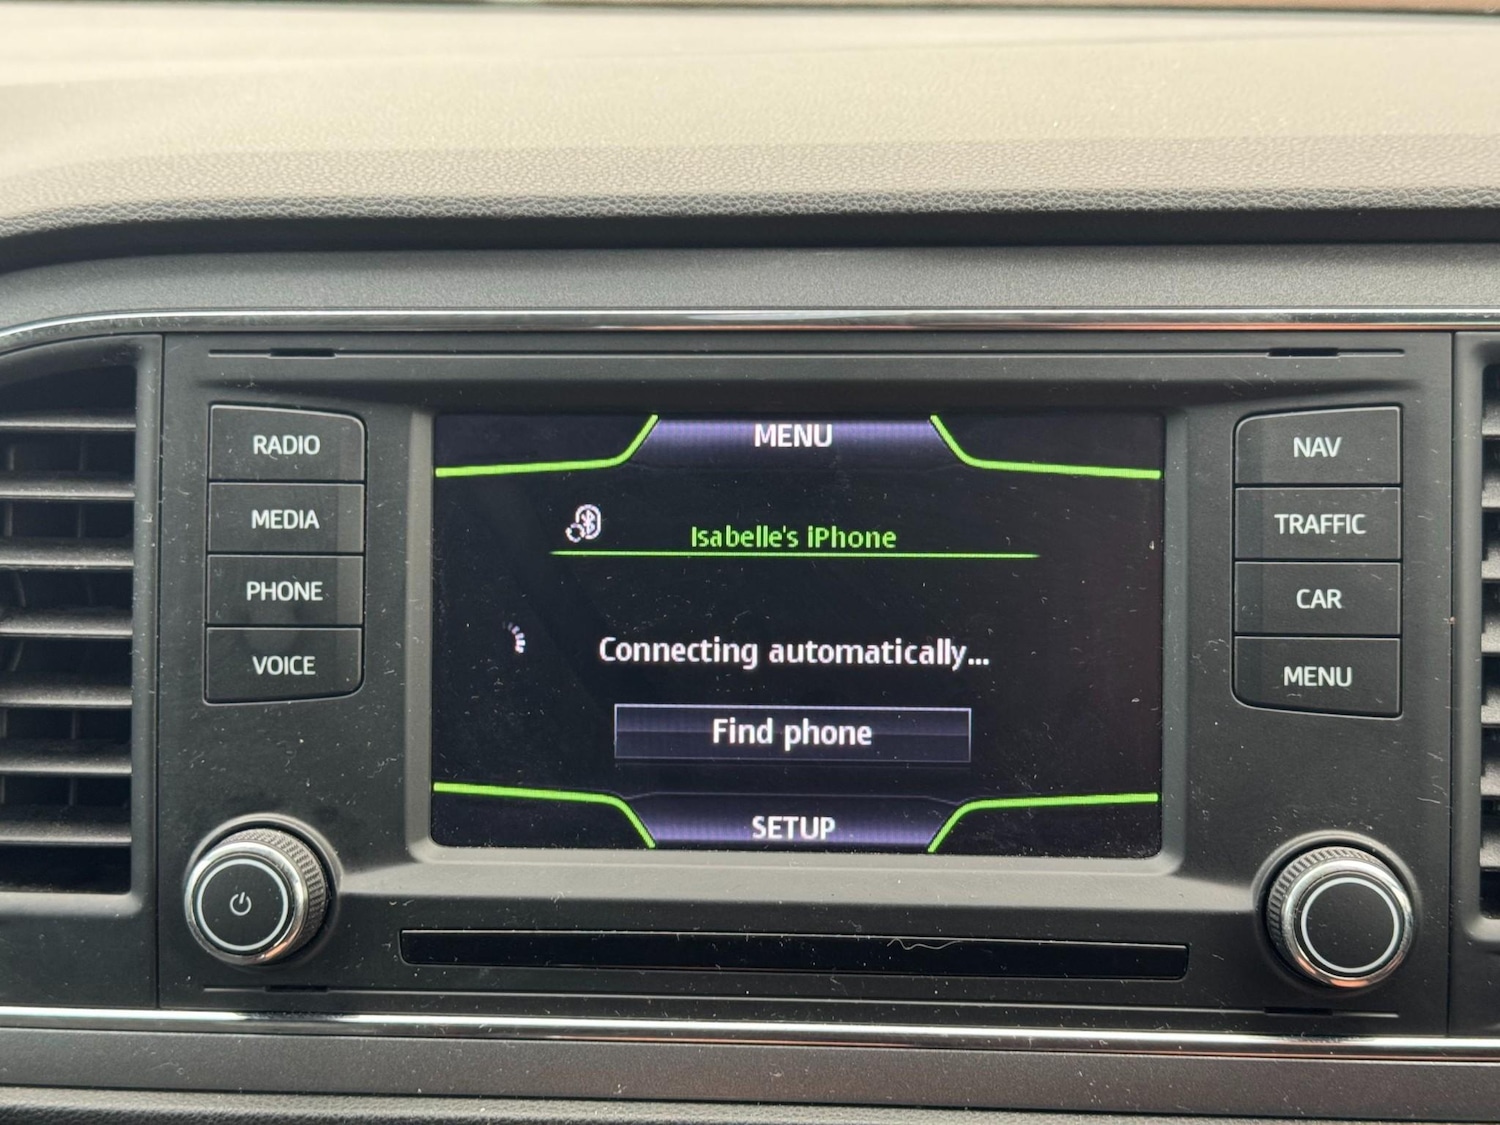 MENU
Isabelle's iPhone
Connecting automatically...
Find phone
SETUP
RADIO
MEDIA
PHONE
VOICE
NAV
TRAFFIC
CAR
MENU